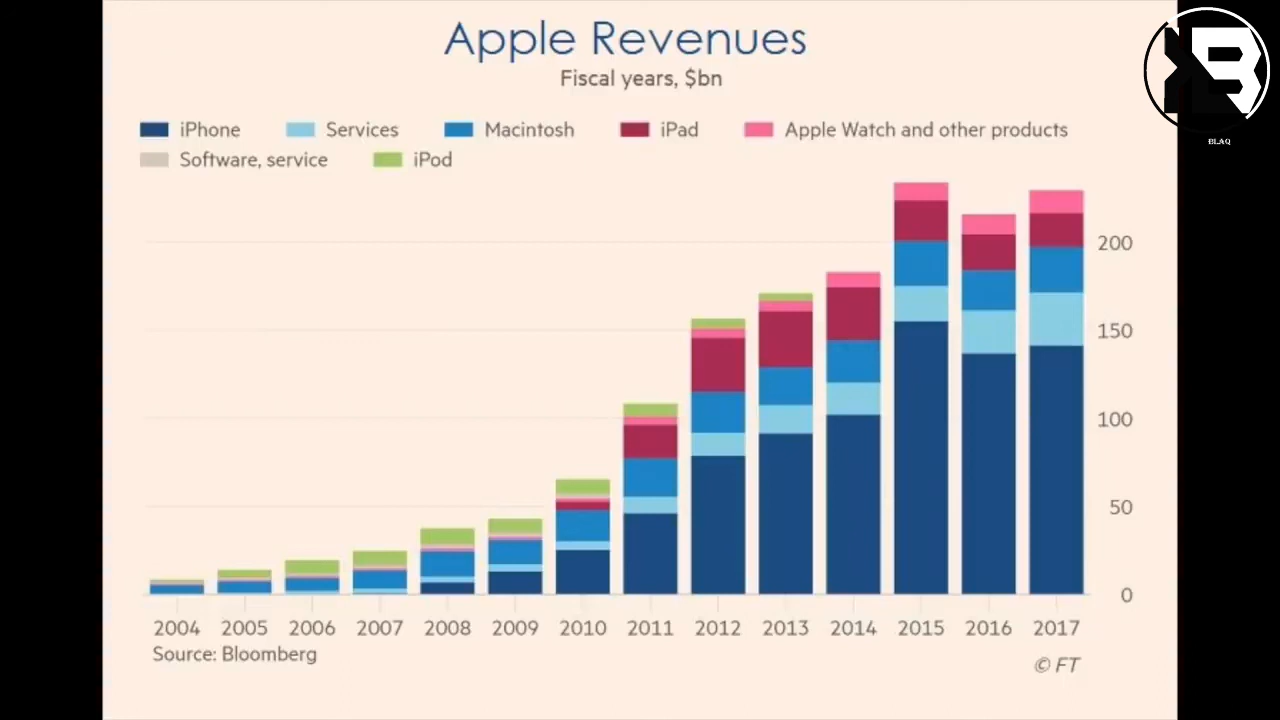 Apple Revenues
Fiscal years, $bn
iPhone Services Macintosh iPad Apple Watch and other products
Software, service iPod
BLAQ
200
150
100
50
0
2004 2005 2006 2007 2008 2009 2010 2011 2012 2013 2014 2015 2016 2017
Source: Bloomberg
© FT